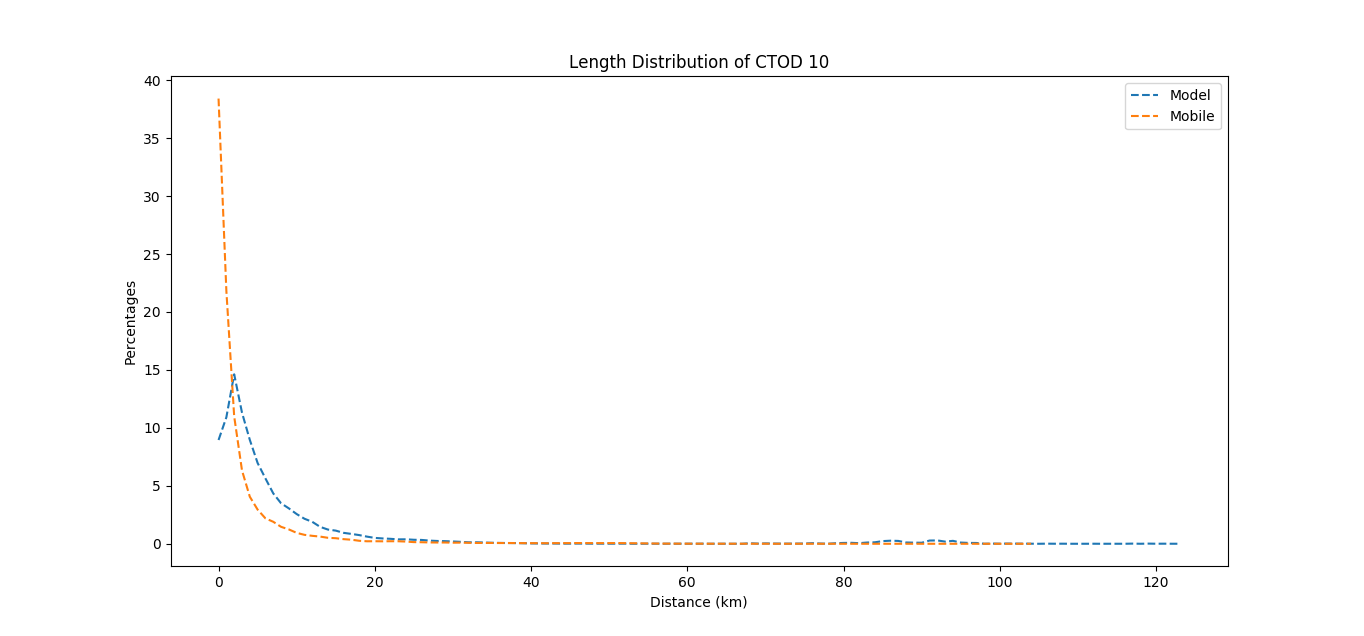 Length Distribution of CTOD 10
Model
Mobile
40
35
30
25
20
15
10
5
0
Percentages
0 20 40 60 80 100 120
Distance (km)